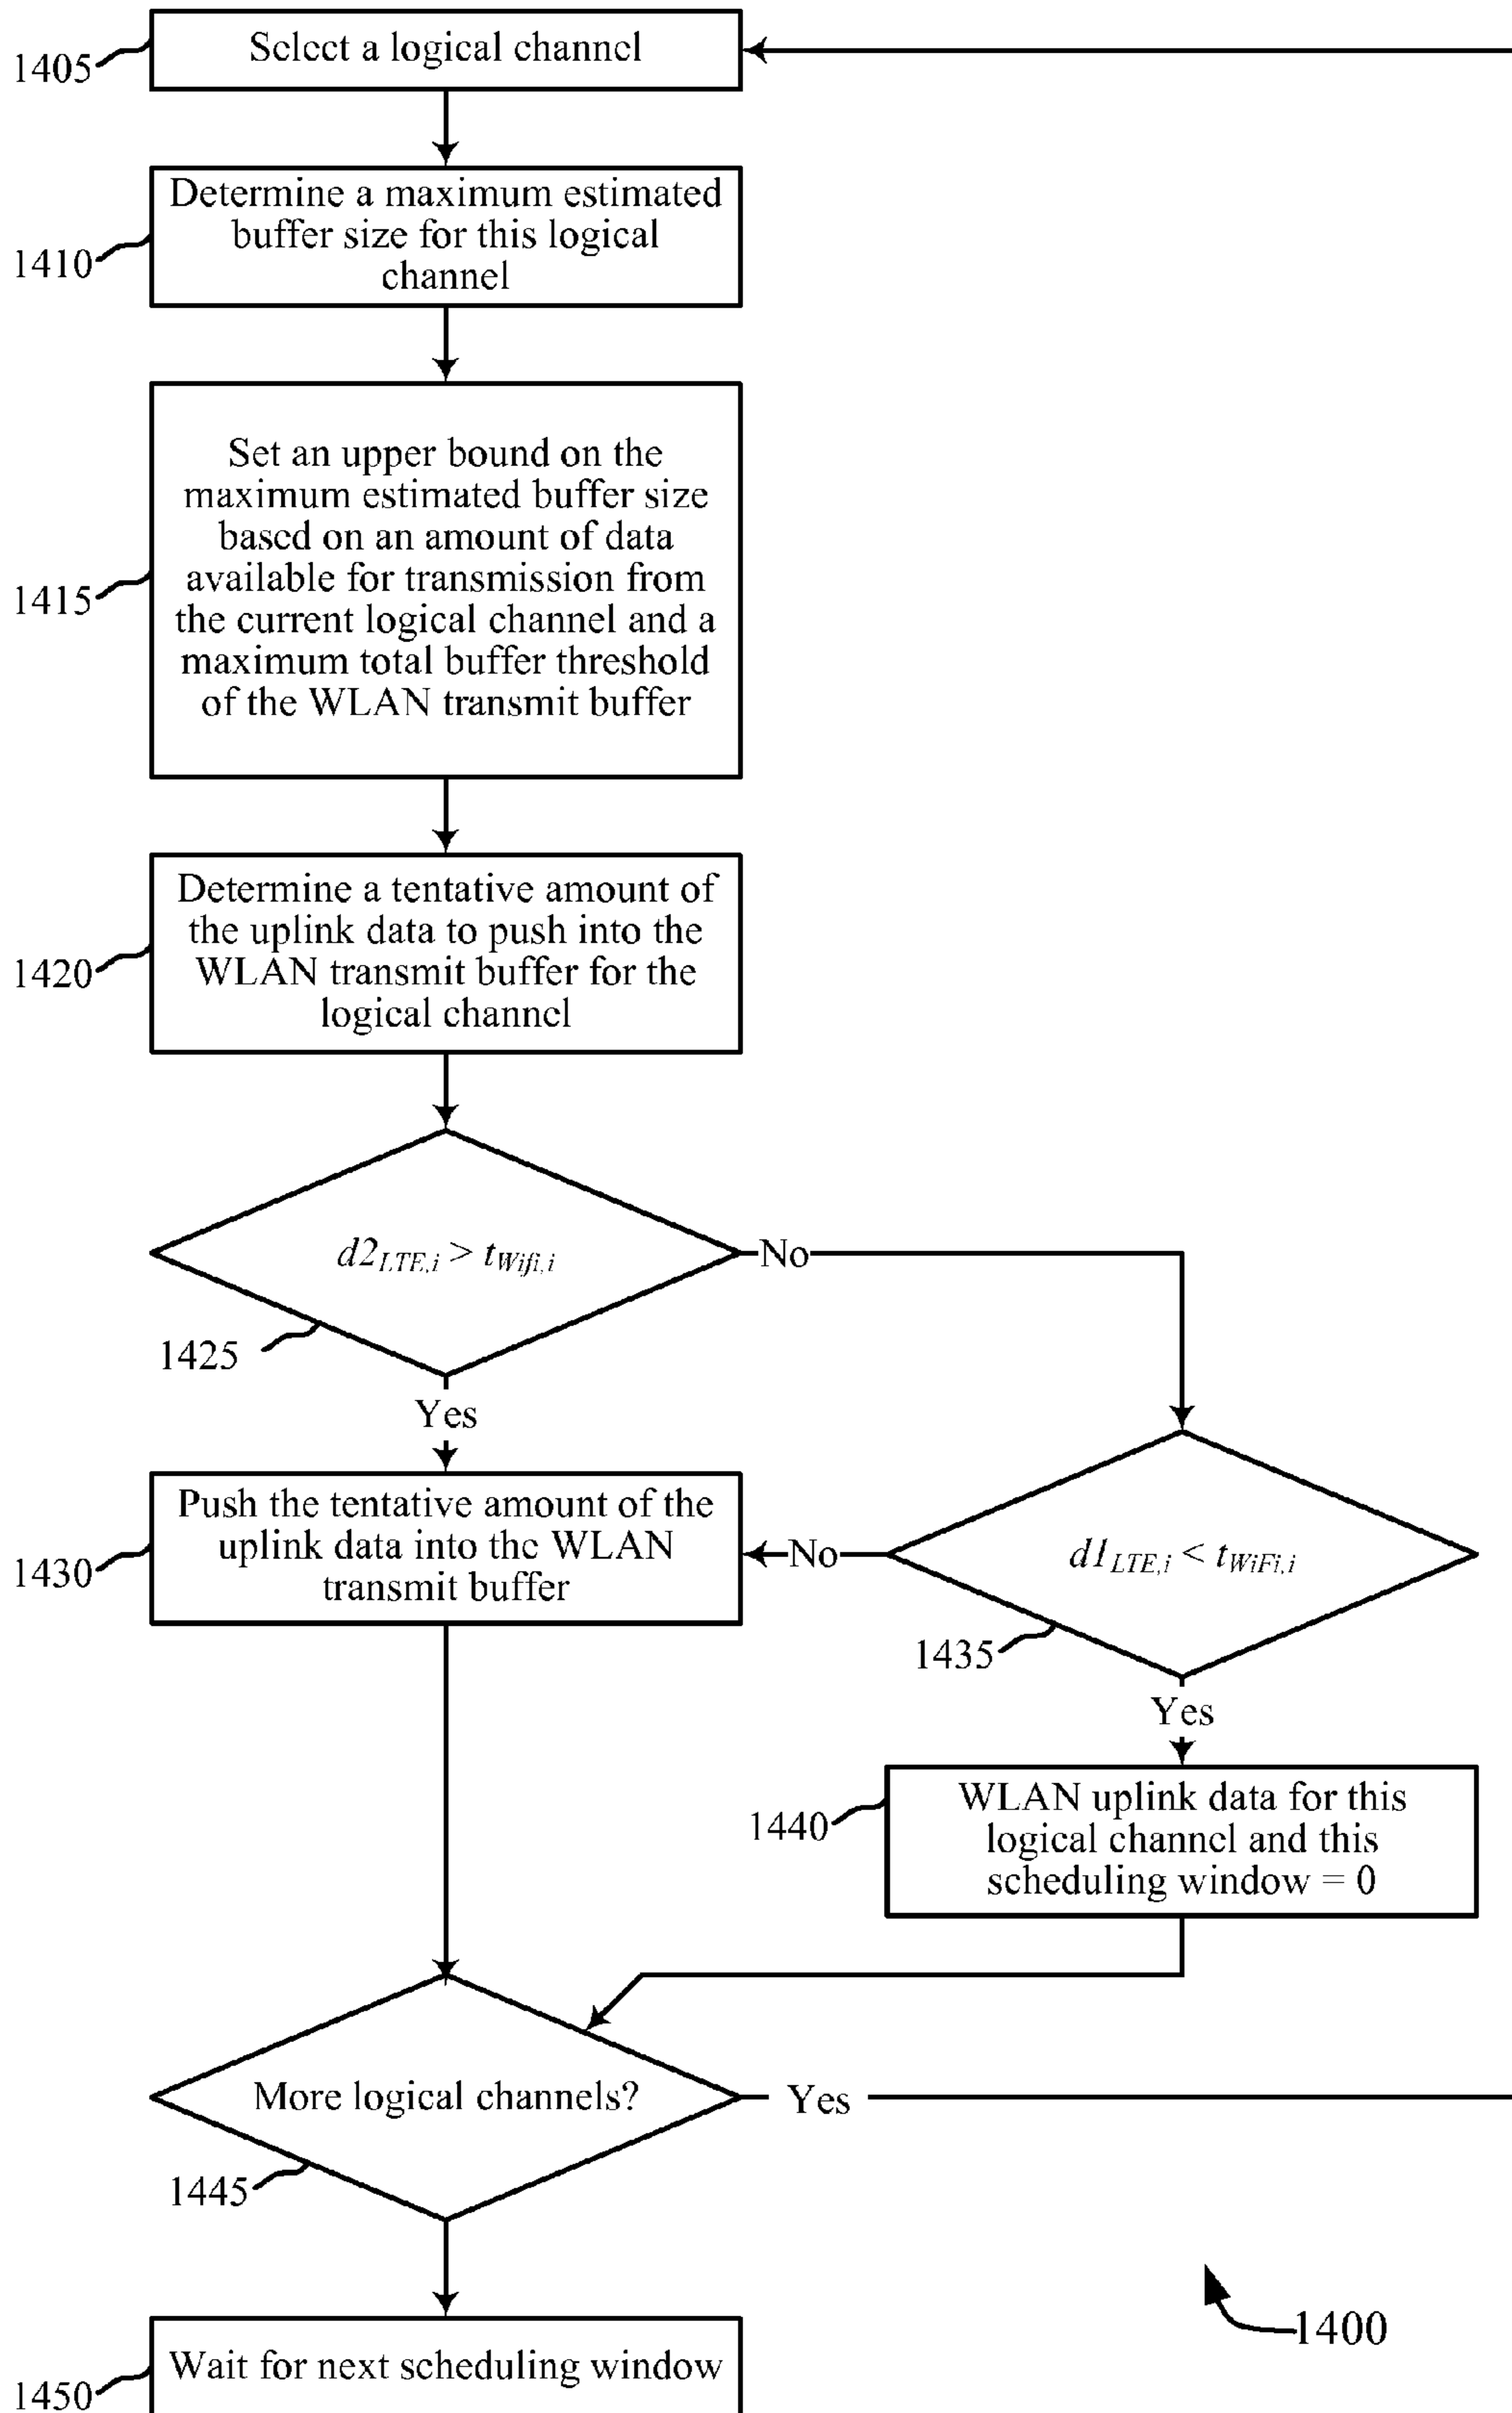 Select a logical channel
1405
Determine a maximum estimated
buffer size for this logical
channel
1410
Set an upper bound on the
maximum estimated buffer size
based on an amount of data
available for transmission from
the current logical channel and a
maximum total buffer threshold
of the WLAN transmit buffer
1415
Determine a tentative amount of
the uplink data to push into the
WLAN transmit buffer for the
logical channel
1420
d2LTE,i > tWifi,i
No
1425
Yes
Push the tentative amount of the
uplink data into the WLAN
transmit buffer
1430
No
d1LTE,i < tWiFi,i
1435
Yes
WLAN uplink data for this
logical channel and this
scheduling window = 0
1440
More logical channels?
Yes
1445
Wait for next scheduling window
1450
1400